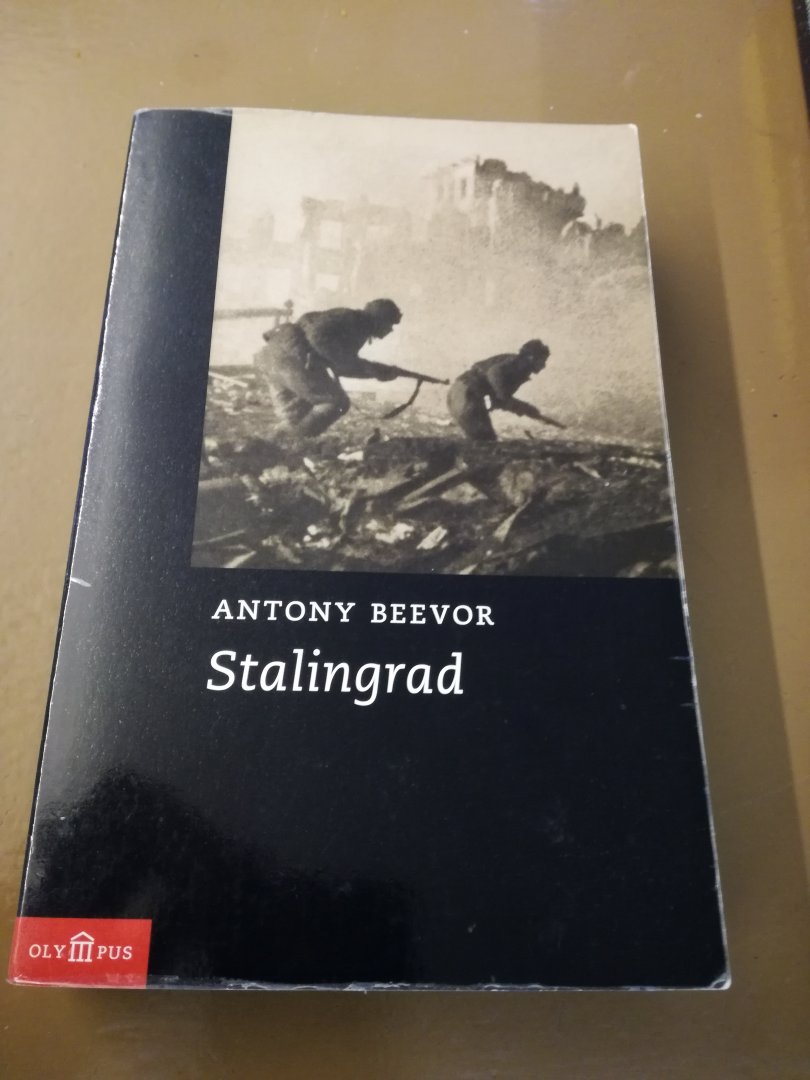 ANTONY BEEVOR
Stalingrad
OLYMPUS